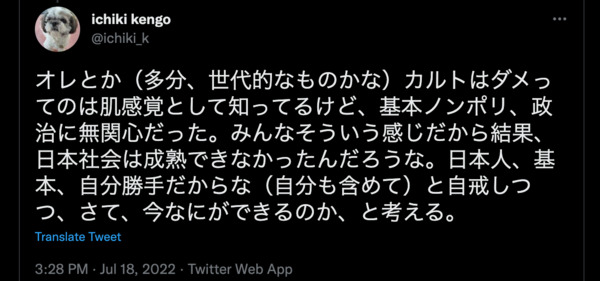 ichiki kengo
@ichiki_k
オレとか（多分、世代的なものかな）カルトはダメっ
てのは肌感覚として知ってるけど、基本ノンポリ、政
治に無関心だった。みんなそういう感じだから結果、
日本社会は成熟できなかったんだろうな。日本人、基
本、自分勝手だからな（自分も含めて）と自戒しつ
つ、さて、今なにができるのか、と考える。
Translate Tweet
3:28 PM · Jul 18, 2022 · Twitter Web App